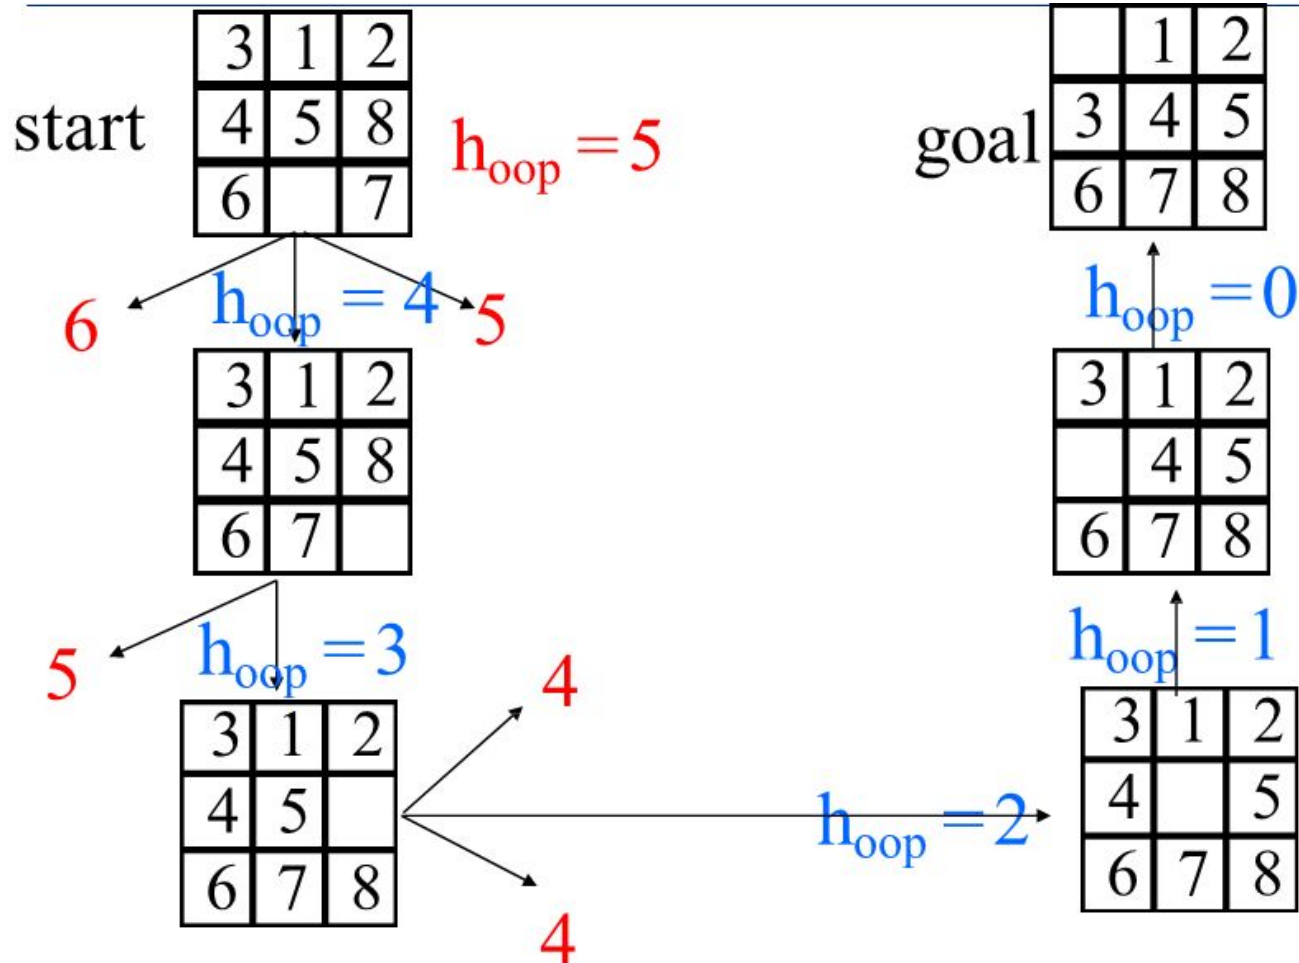 3 1 2
4 5 8
6 7
start
h_oop = 5
6
h_oop = 4
5
3 1 2
4 5 8
6 7
5
h_oop = 3
3 1 2
4 5
6 7 8
4
4
h_oop = 2
3 1 2
4 5
6 7 8
h_oop = 1
3 1 2
4 5
6 7 8
h_oop = 0
goal
1 2
3 4 5
6 7 8